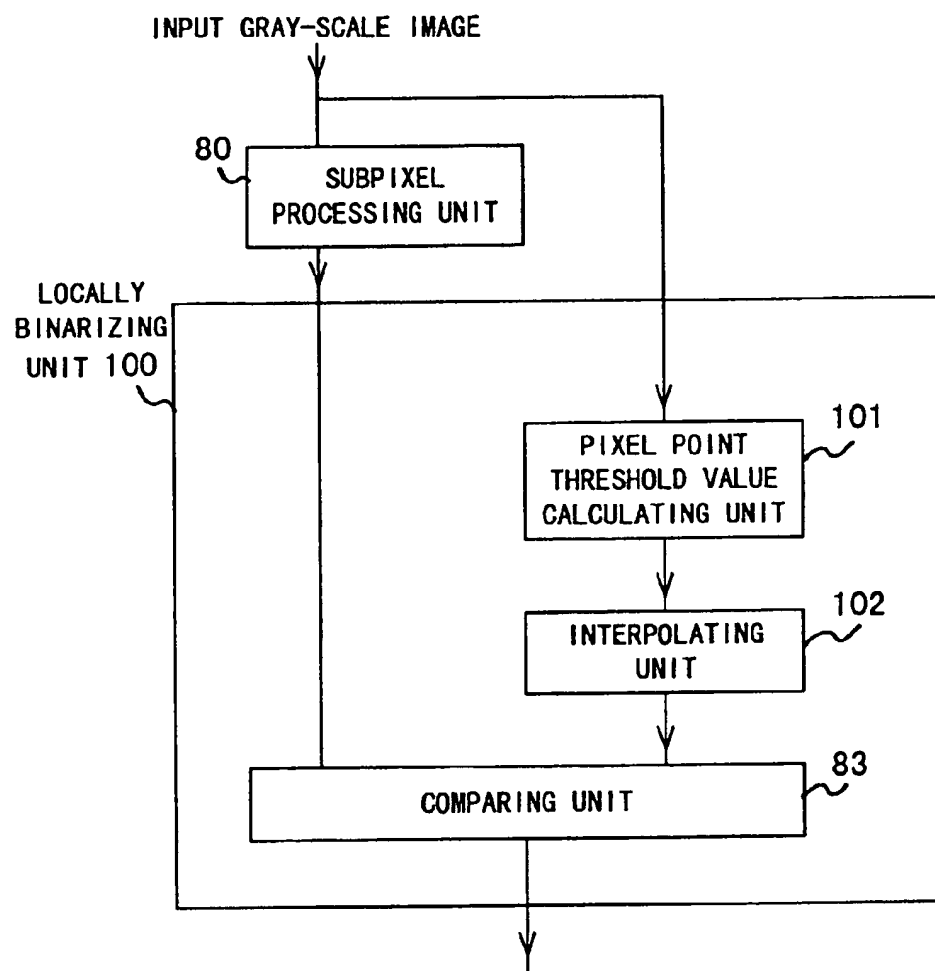 INPUT GRAY-SCALE IMAGE
80
SUBPIXEL
PROCESSING UNIT
LOCALLY
BINARIZING
UNIT 100
101
PIXEL POINT
THRESHOLD VALUE
CALCULATING UNIT
102
INTERPOLATING
UNIT
83
COMPARING UNIT